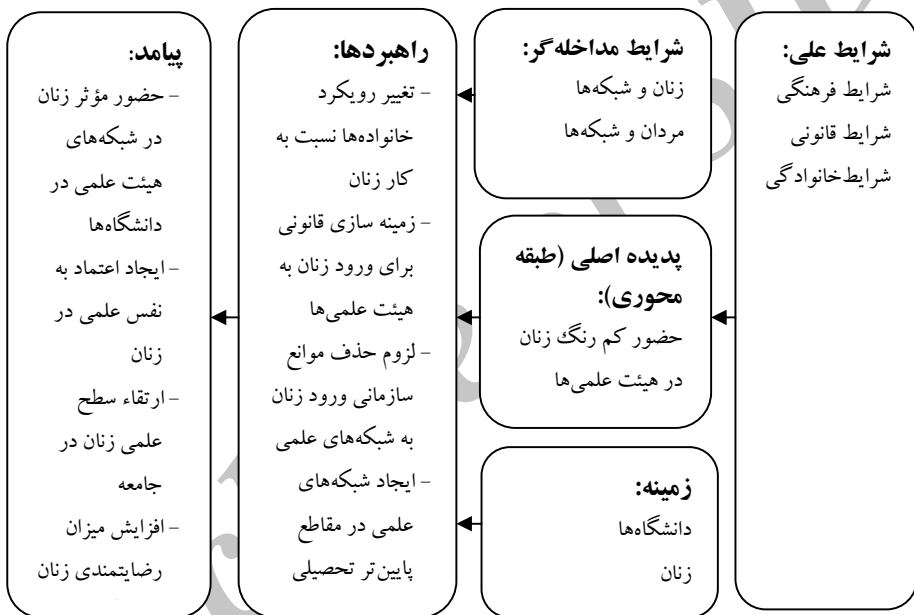 شرایط علی:
شرایط فرهنگی
شرایط قانونی
شرایط خانوادگی
شرایط مداخله‌گر:
زنان و شبکه‌ها
مردان و شبکه‌ها
پدیده اصلی (طبقه
محوری):
حضور کم رنگ زنان
در هیئت علمی‌ها
زمینه:
دانشگاه‌ها
زنان
راهبردها:
- تغییر رویکرد
خانواده‌ها نسبت به
کار زنان
- زمینه سازی قانونی
برای ورود زنان به
هیئت علمی‌ها
- لزوم حذف موانع
سازمانی ورود زنان
به شبکه‌های علمی
- ایجاد شبکه‌های
علمی در مقاطع
پایین‌تر تحصیلی
پیامد:
- حضور مؤثر زنان
در شبکه‌های
هیئت علمی در
دانشگاه‌ها
- ایجاد اعتماد به
نفس علمی در
زنان
- ارتقاء سطح
علمی زنان در
جامعه
- افزایش میزان
رضایتمندی زنان